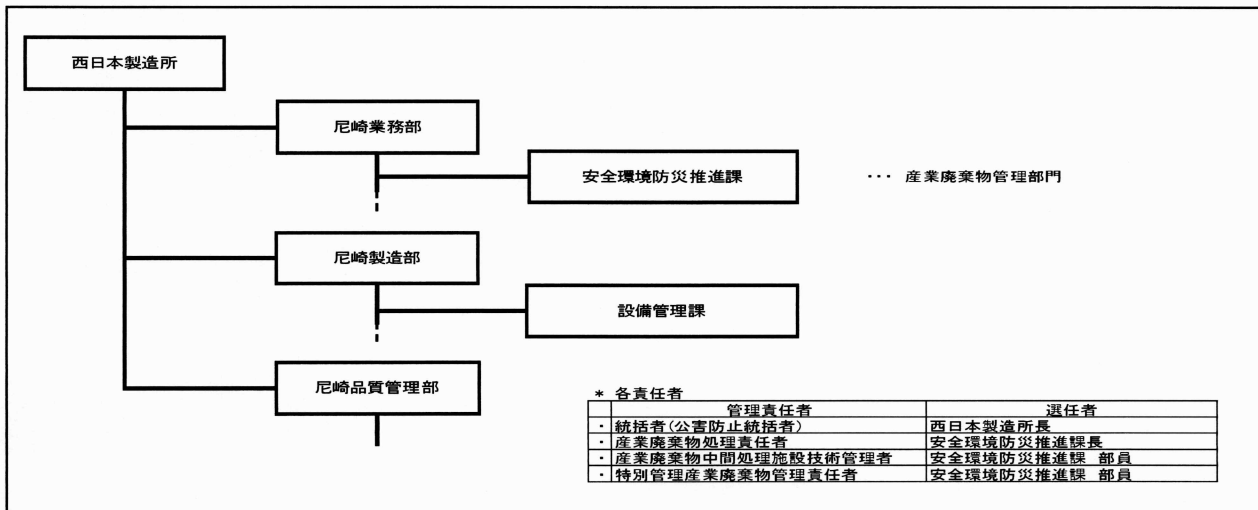 西日本製造所
尼崎業務部
安全環境防災推進課 ・・・ 産業廃棄物管理部門
尼崎製造部
設備管理課
尼崎品質管理部
* 各責任者
管理責任者 選任者
・ 統括者(公害防止統括者) 西日本製造所長
・ 産業廃棄物処理責任者 安全環境防災推進課長
・ 産業廃棄物中間処理施設技術管理者 安全環境防災推進課 部員
・ 特別管理産業廃棄物管理責任者 安全環境防災推進課 部員